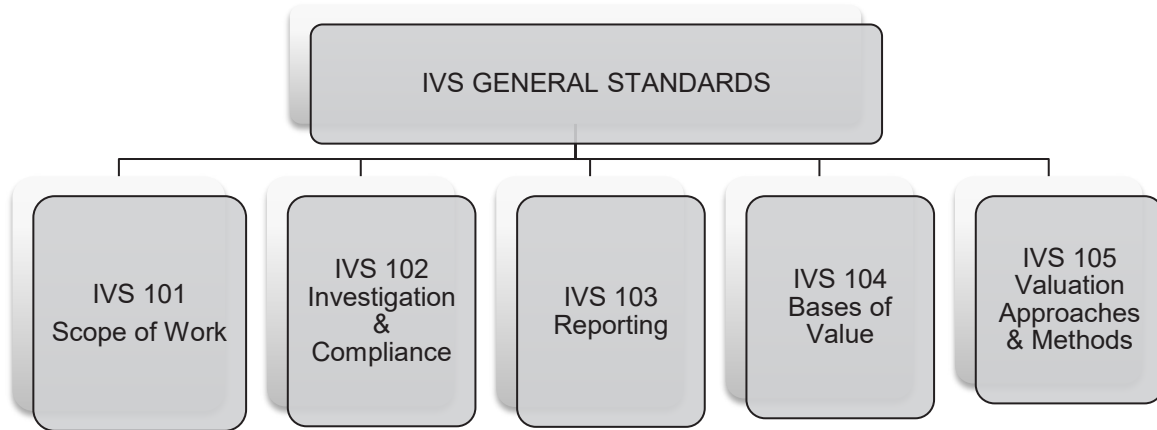 IVS GENERAL STANDARDS
IVS 101
Scope of Work
IVS 102
Investigation
&
Compliance
IVS 103
Reporting
IVS 104
Bases of
Value
IVS 105
Valuation
Approaches
& Methods